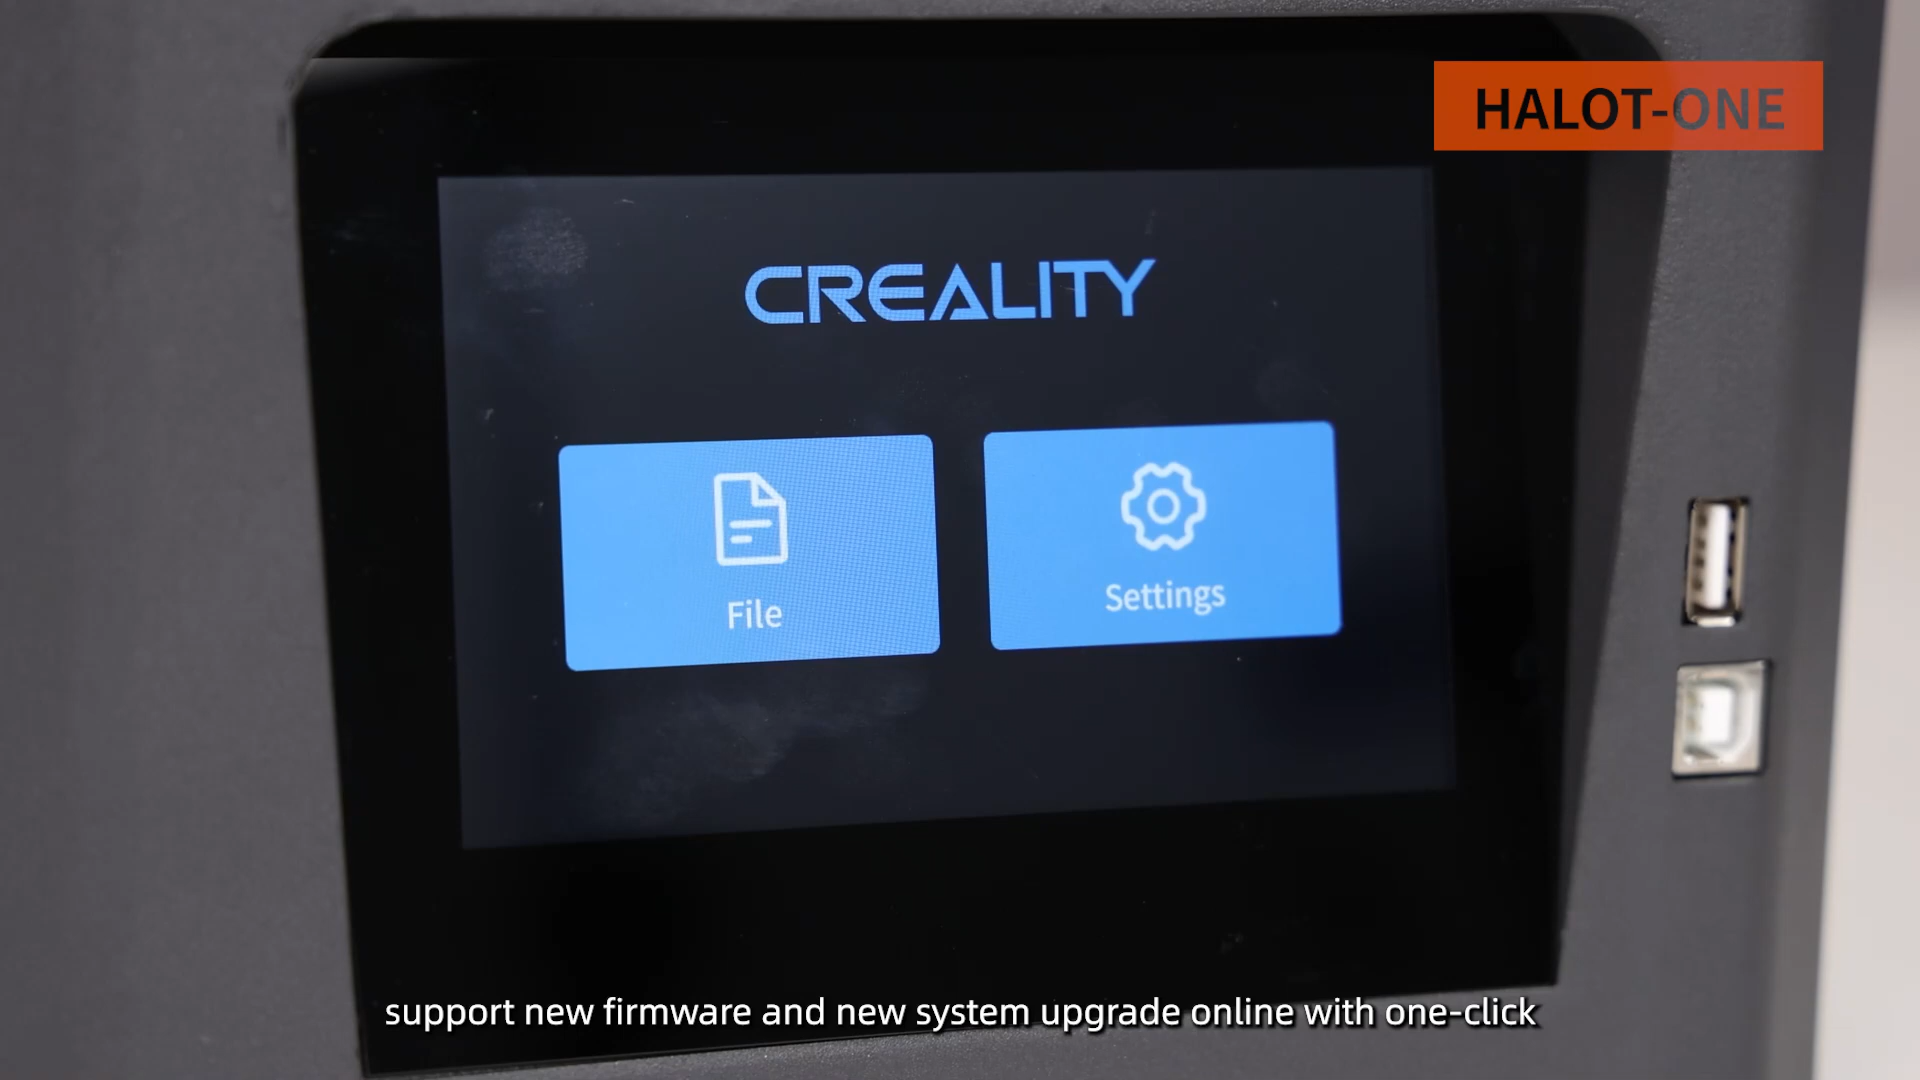 HALOT-ONE
CREALITY
File
Settings
support new firmware and new system upgrade online with one-click